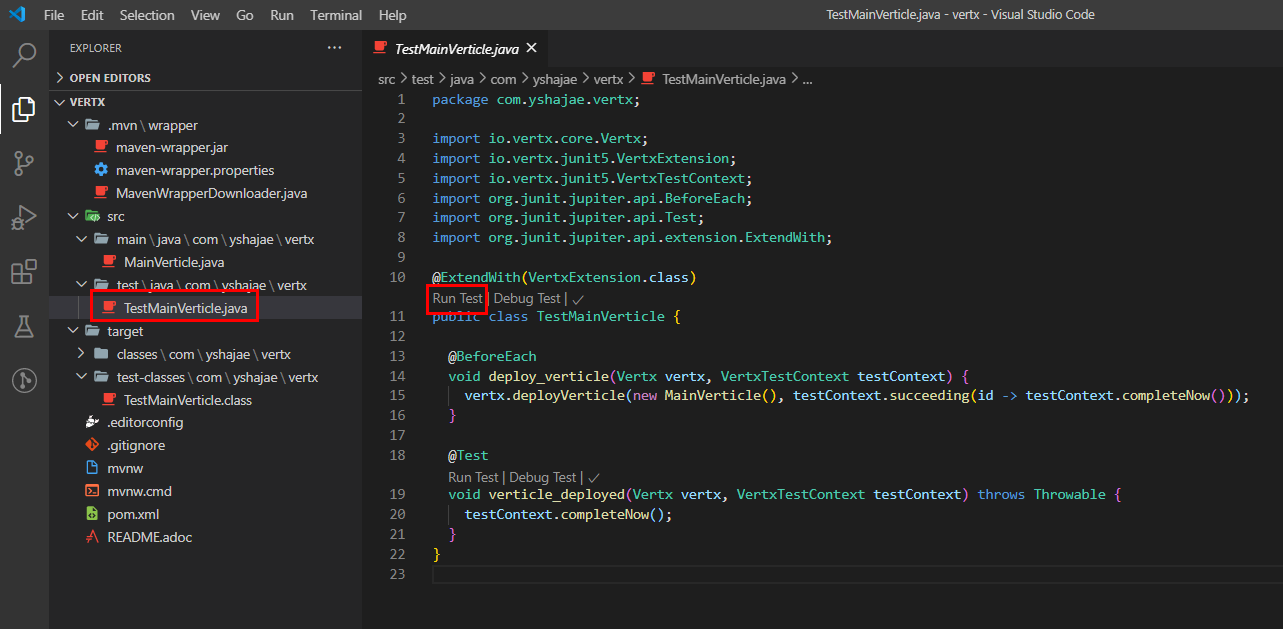 File Edit Selection View Go Run Terminal Help
TestMainVerticle.java - vertx - Visual Studio Code
EXPLORER
OPEN EDITORS
VERTX
.mvn \ wrapper
maven-wrapper.jar
maven-wrapper.properties
MavenWrapperDownloader.java
src
main \ java \ com \ yshajae \ vertx
MainVerticle.java
test \ java \ com \ yshajae \ vertx
TestMainVerticle.java
target
classes \ com \ yshajae \ vertx
test-classes \ com \ yshajae \ vertx
TestMainVerticle.class
.editorconfig
.gitignore
mvnw
mvnw.cmd
pom.xml
README.adoc
TestMainVerticle.java
src > test > java > com > yshajae > vertx > TestMainVerticle.java > ...
1 package com.yshajae.vertx;
2
3 import io.vertx.core.Vertx;
4 import io.vertx.junit5.VertxExtension;
5 import io.vertx.junit5.VertxTestContext;
6 import org.junit.jupiter.api.BeforeEach;
7 import org.junit.jupiter.api.Test;
8 import org.junit.jupiter.api.extension.ExtendWith;
9
10 @ExtendWith(VertxExtension.class)
Run Test | Debug Test | ✓
11 public class TestMainVerticle {
12
13 @BeforeEach
14 void deploy_verticle(Vertx vertx, VertxTestContext testContext) {
15 vertx.deployVerticle(new MainVerticle(), testContext.succeeding(id -> testContext.completeNow()));
16 }
17
18 @Test
Run Test | Debug Test | ✓
19 void verticle_deployed(Vertx vertx, VertxTestContext testContext) throws Throwable {
20 testContext.completeNow();
21 }
22 }
23